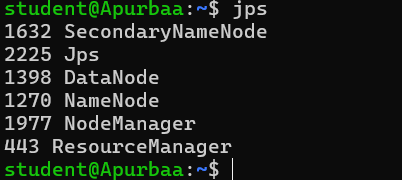 student@Apurbaa:~$ jps
1632 SecondaryNameNode
2225 Jps
1398 DataNode
1270 NameNode
1977 NodeManager
443 ResourceManager
student@Apurbaa:~$